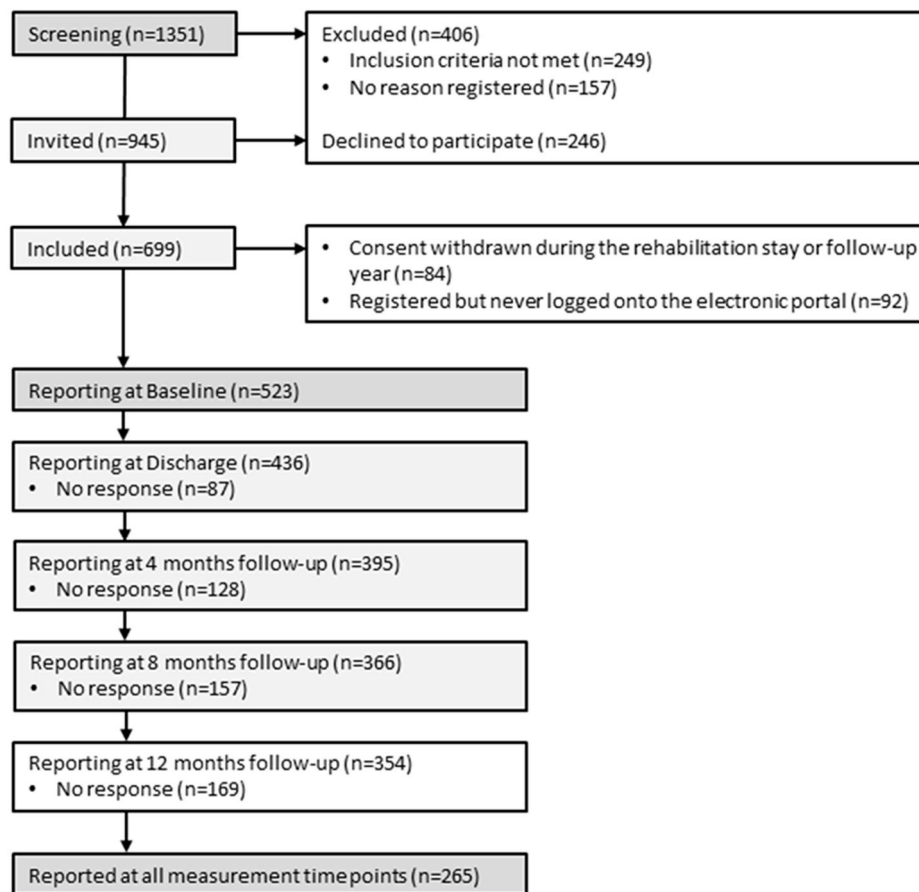 Screening (n=1351)
Excluded (n=406)
• Inclusion criteria not met (n=249)
• No reason registered (n=157)
Invited (n=945)
Declined to participate (n=246)
Included (n=699)
• Consent withdrawn during the rehabilitation stay or follow-up
year (n=84)
• Registered but never logged onto the electronic portal (n=92)
Reporting at Baseline (n=523)
Reporting at Discharge (n=436)
• No response (n=87)
Reporting at 4 months follow-up (n=395)
• No response (n=128)
Reporting at 8 months follow-up (n=366)
• No response (n=157)
Reporting at 12 months follow-up (n=354)
• No response (n=169)
Reported at all measurement time points (n=265)